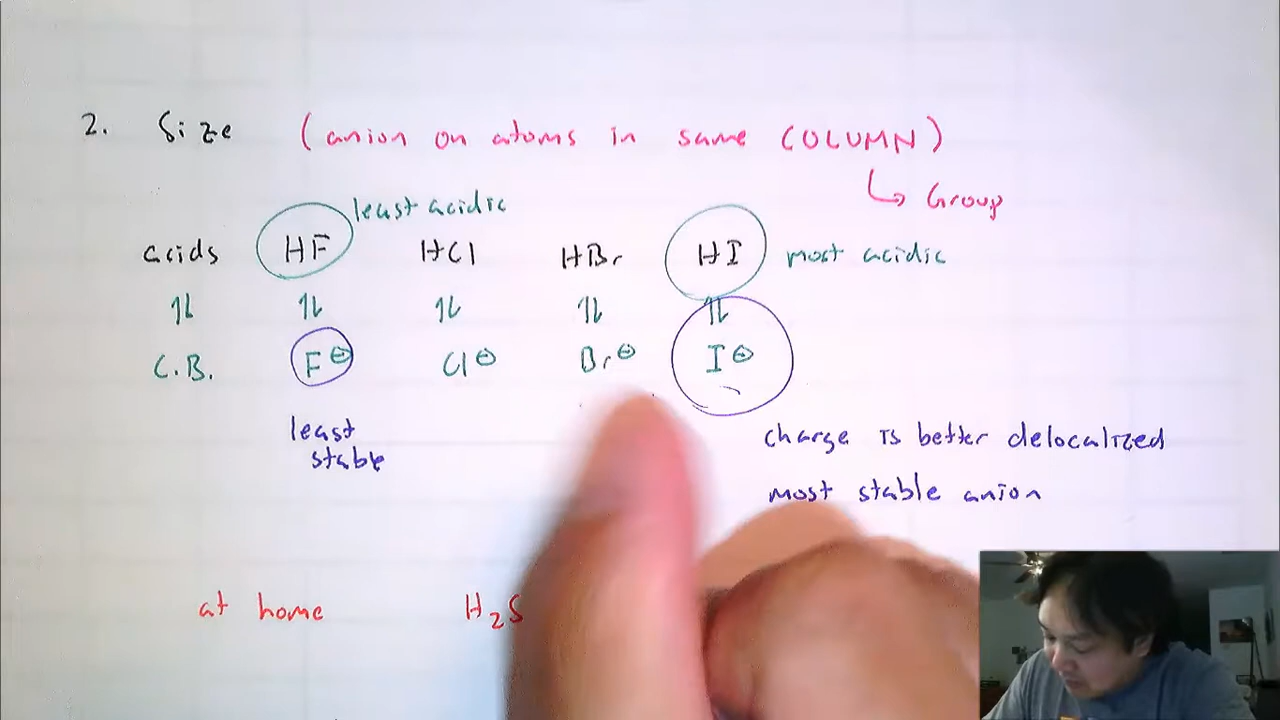 2. Size (anion on atoms in same COLUMN)
↳ Group
least acidic
acids HF HCl HBr HI most acidic
⇅ ⇅ ⇅ ⇅ ⇅
C.B. F⊖ Cl⊖ Br⊖ I⊖
least
stable
charge is better delocalized
most stable anion
at home H₂S